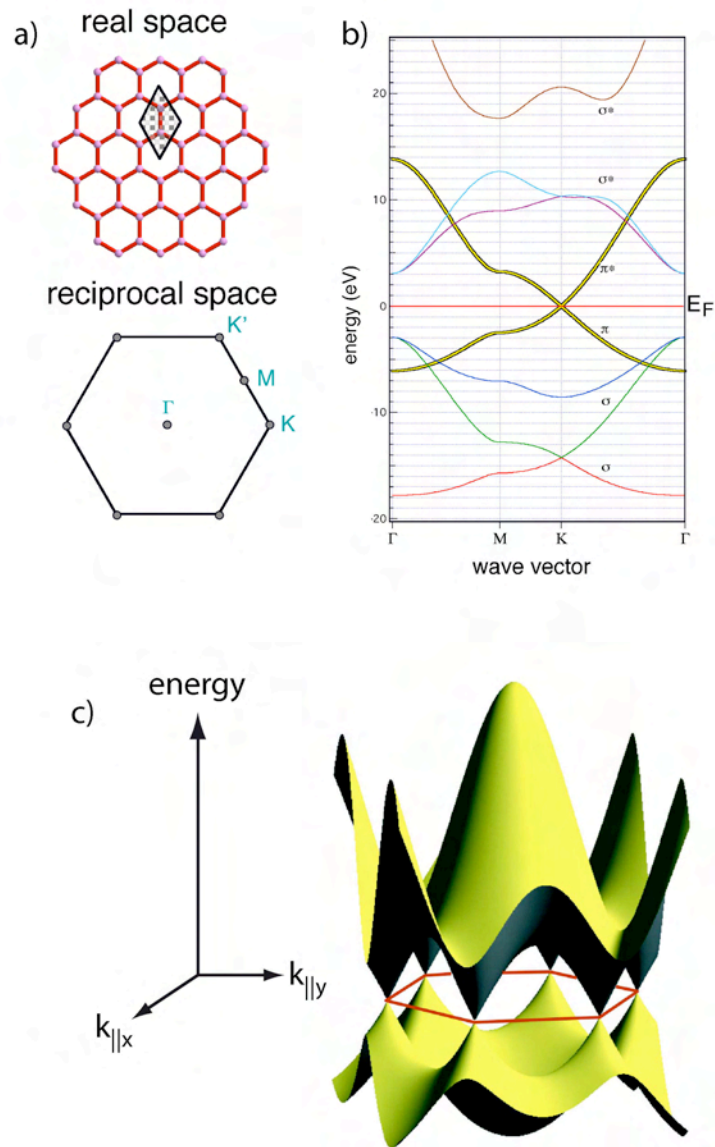 a)
real space
reciprocal space
K'
M
Γ
K
b)
energy (eV)
20
10
0
-10
-20
σ*
σ*
π*
E_F
π
σ
σ
Γ
M
K
Γ
wave vector
c)
energy
k_||y
k_||x